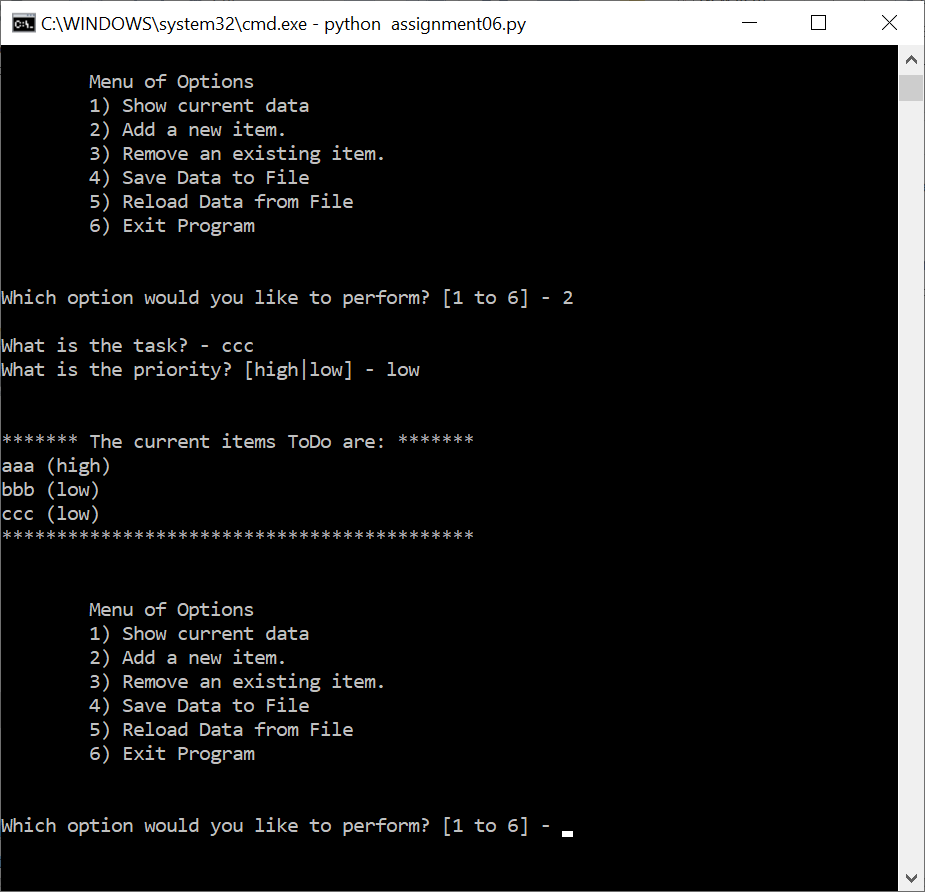 C:\WINDOWS\system32\cmd.exe - python  assignment06.py
Menu of Options
1) Show current data
2) Add a new item.
3) Remove an existing item.
4) Save Data to File
5) Reload Data from File
6) Exit Program
Which option would you like to perform? [1 to 6] - 2
What is the task? - ccc
What is the priority? [high|low] - low
******* The current items ToDo are: *******
aaa (high)
bbb (low)
ccc (low)
*******************************************
Menu of Options
1) Show current data
2) Add a new item.
3) Remove an existing item.
4) Save Data to File
5) Reload Data from File
6) Exit Program
Which option would you like to perform? [1 to 6] -